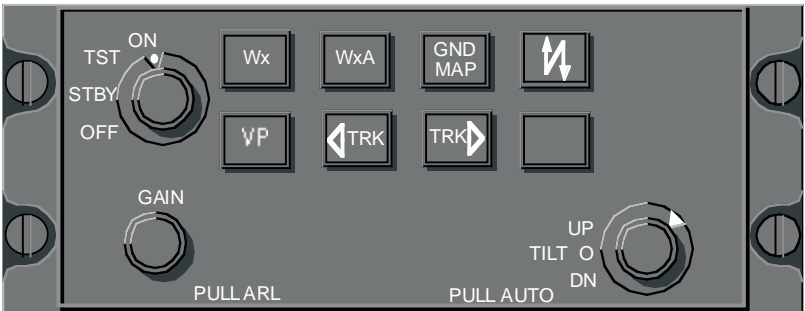 ON
TST
STBY
OFF
Wx
WxA
GND
MAP
VP
TRK
TRK
GAIN
PULL ARL
UP
TILT O
DN
PULL AUTO